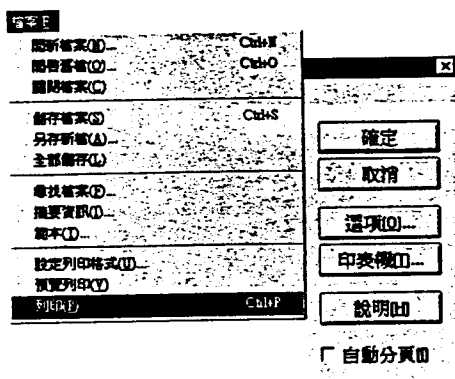 檔案 F
開新檔案(N)... Ctrl+N
開啓舊檔(O)... Ctrl+O
關閉檔案(C)
儲存檔案(S) Ctrl+S
另存新檔(A)...
全部儲存(L)
尋找檔案(F)...
摘要資訊(I)...
範本(T)...
設定列印格式(U)...
預覽列印(V)
列印(P) Ctrl+P
確定
取消
選項[O]...
印表機[I]...
說明[H]
自動分頁